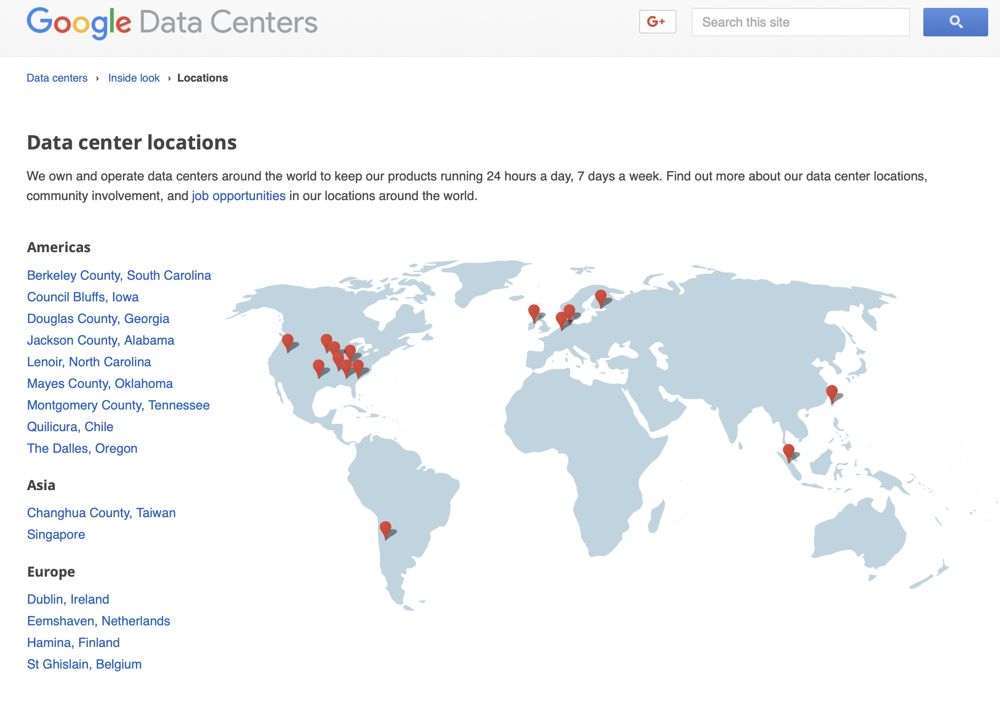 Google Data Centers
G+
Search this site
Data centers › Inside look › Locations
Data center locations
We own and operate data centers around the world to keep our products running 24 hours a day, 7 days a week. Find out more about our data center locations,
community involvement, and job opportunities in our locations around the world.
Americas
Berkeley County, South Carolina
Council Bluffs, Iowa
Douglas County, Georgia
Jackson County, Alabama
Lenoir, North Carolina
Mayes County, Oklahoma
Montgomery County, Tennessee
Quilicura, Chile
The Dalles, Oregon
Asia
Changhua County, Taiwan
Singapore
Europe
Dublin, Ireland
Eemshaven, Netherlands
Hamina, Finland
St Ghislain, Belgium